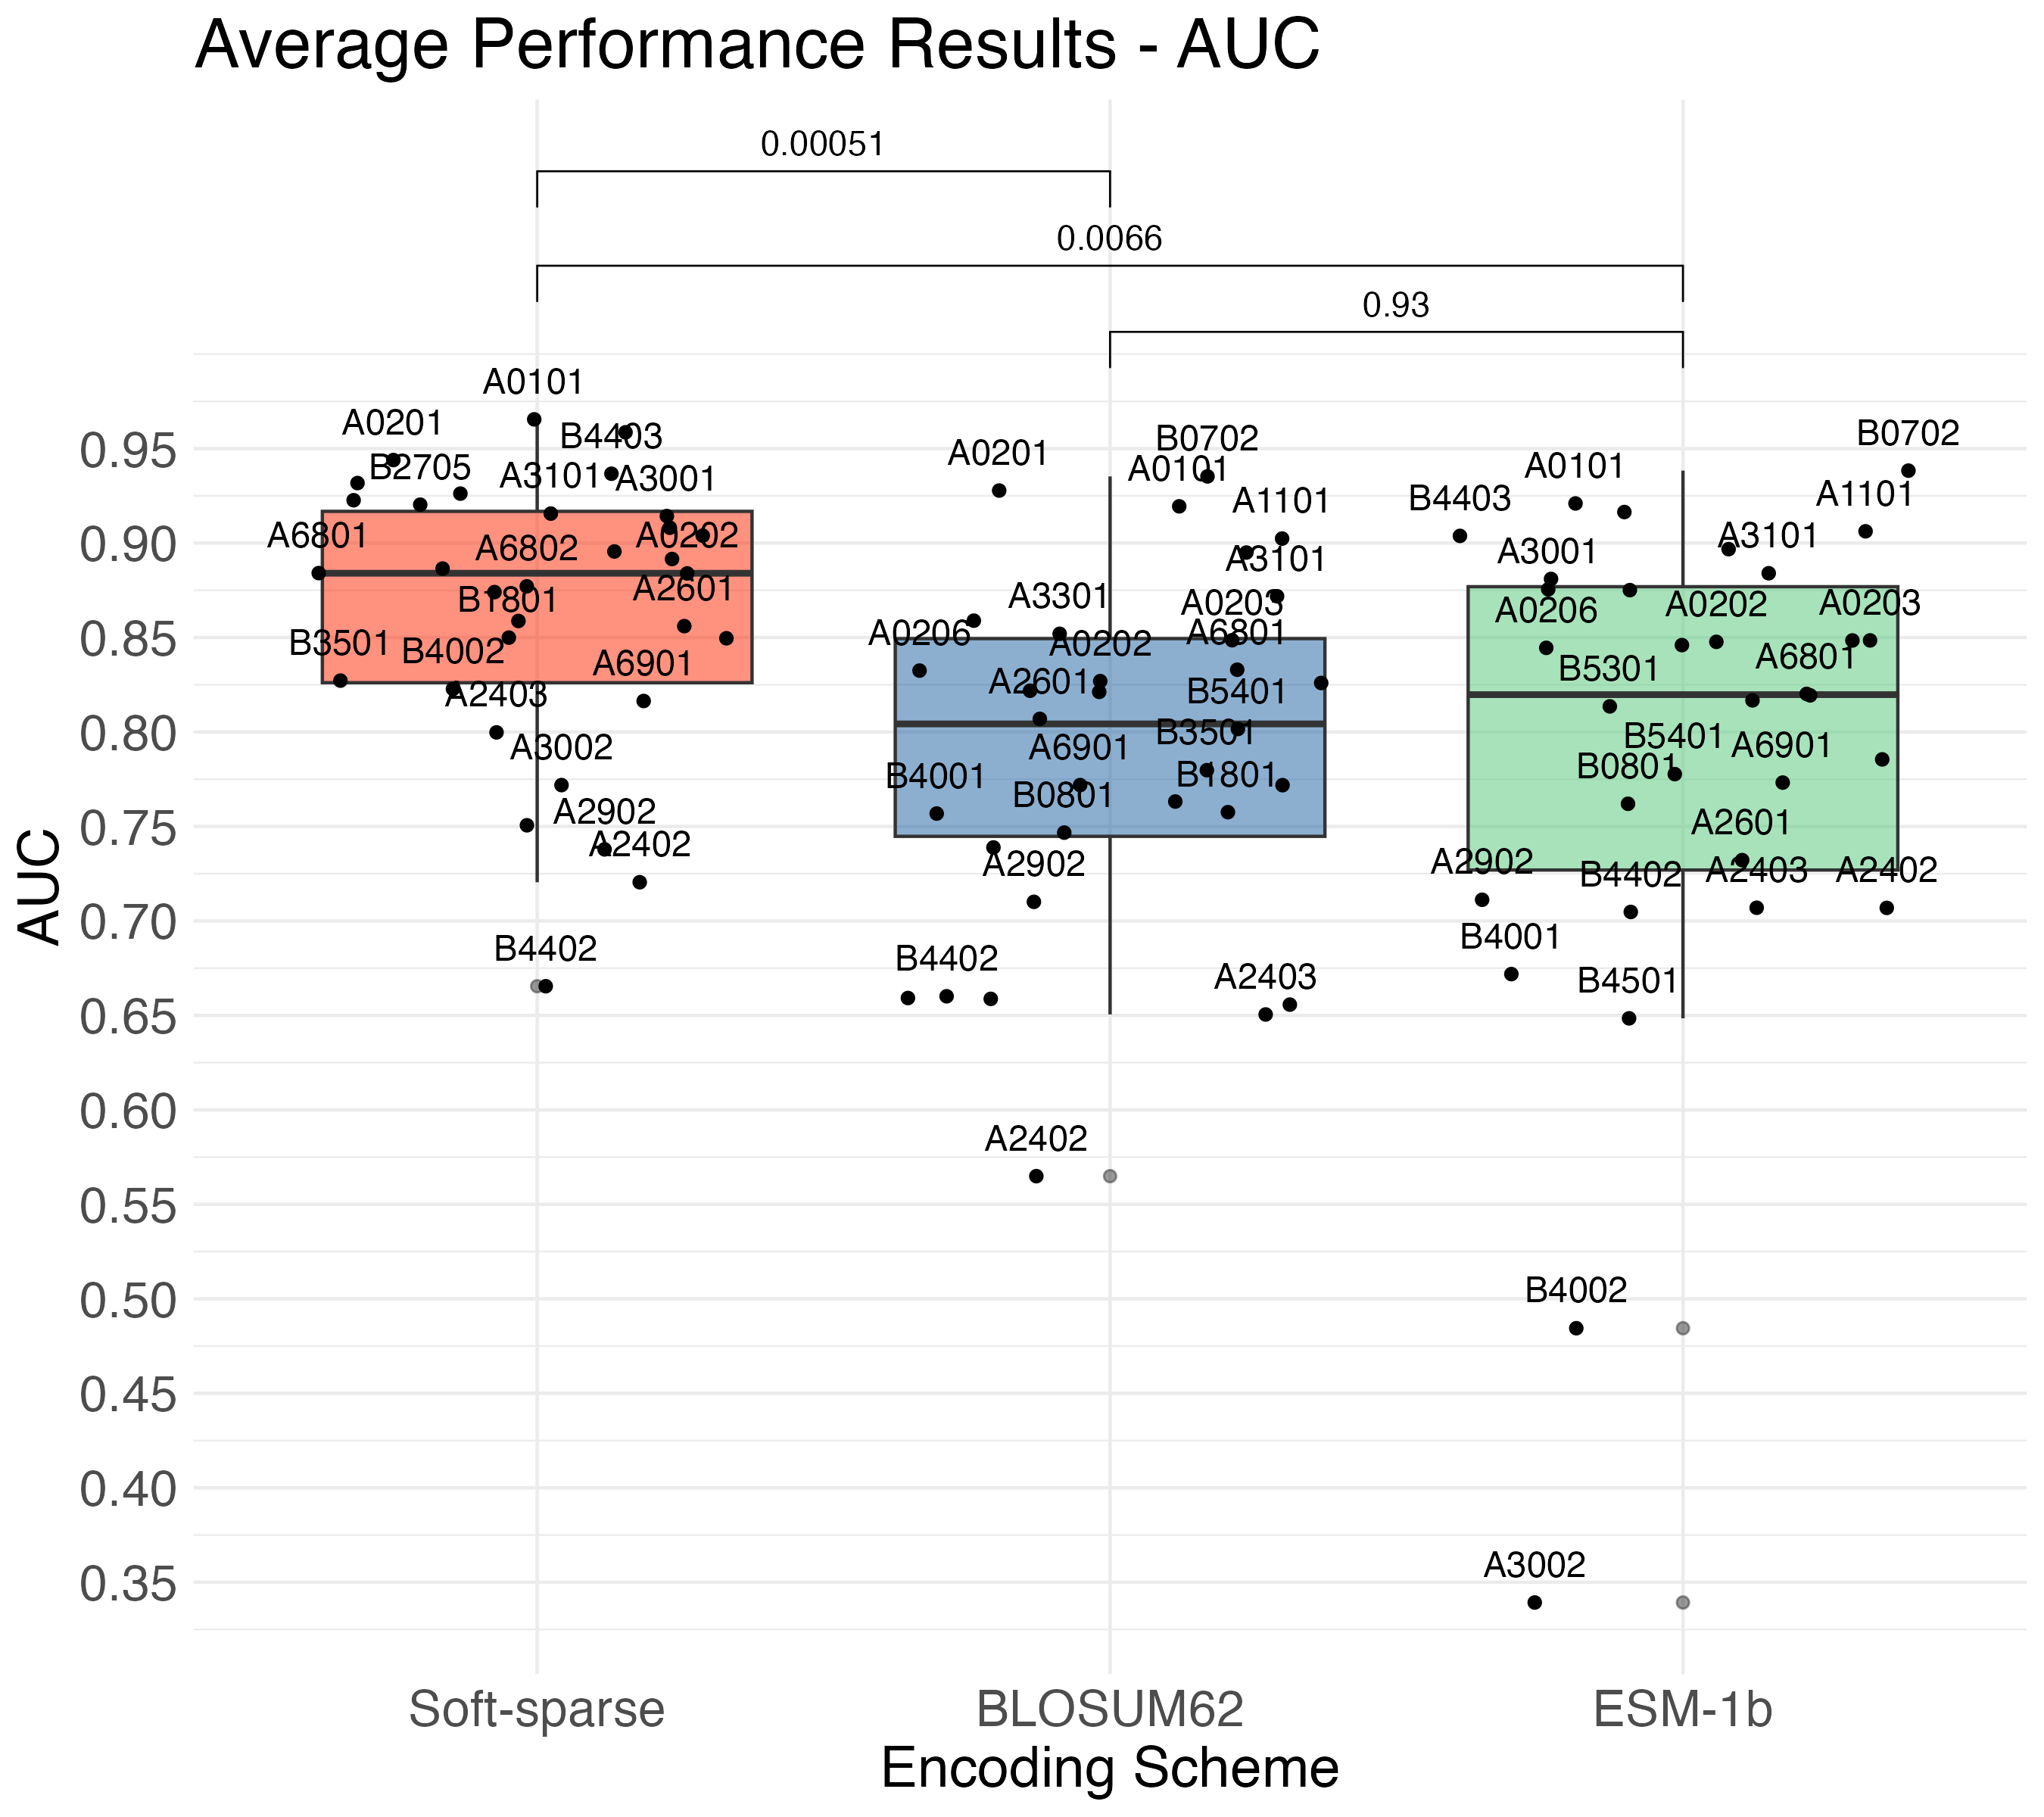 Average Performance Results - AUC
0.00051
0.0066
0.93
A0101
A0201
B4403
B2705
A3101
A3001
A6801
A6802
A0202
B1801
A2601
B3501
B4002
A6901
A2403
A3002
A2902
A2402
B4402
A0201
B0702
A0101
A1101
A3101
A3301
A0203
A0206
A0202
A6801
A2601
B5401
A6901
B3501
B4001
B0801
B1801
A2902
B4402
A2403
A2402
B0702
A0101
B4403
A1101
A3001
A3101
A0206
A0202
A0203
B5301
A6801
B5401
A6901
B0801
A2601
A2902
B4402
A2403
A2402
B4001
B4501
B4002
A3002
0.95
0.90
0.85
0.80
0.75
0.70
0.65
0.60
0.55
0.50
0.45
0.40
0.35
AUC
Soft-sparse
BLOSUM62
ESM-1b
Encoding Scheme